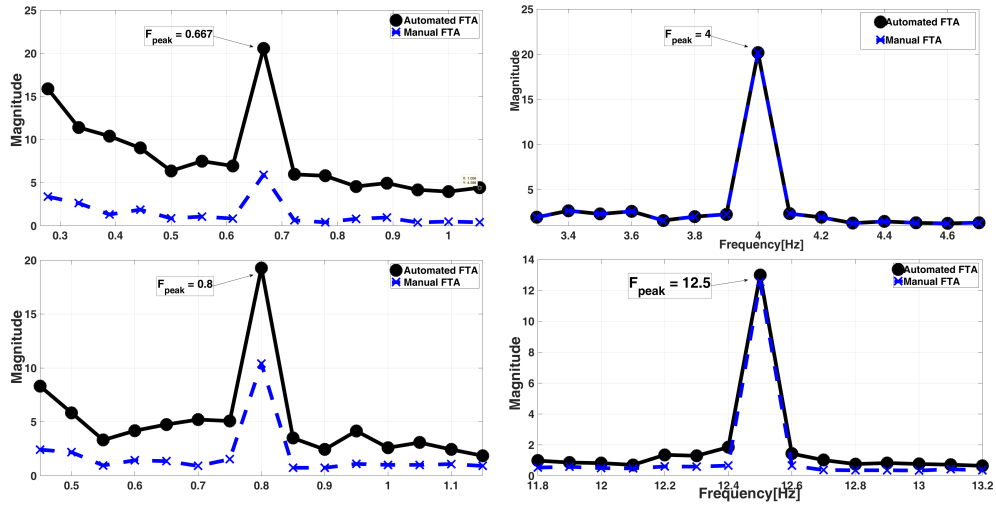 25
20
15
10
5
0
Magnitude
F_peak = 0.667
Automated FTA
Manual FTA
0.3 0.4 0.5 0.6 0.7 0.8 0.9 1
25
20
15
10
5
Magnitude
F_peak = 4
Automated FTA
Manual FTA
3.4 3.6 3.8 4 4.2 4.4 4.6
Frequency[Hz]
20
15
10
5
0
Magnitude
F_peak = 0.8
Automated FTA
Manual FTA
0.5 0.6 0.7 0.8 0.9 1 1.1
14
12
10
8
6
4
2
0
Magnitude
F_peak = 12.5
Automated FTA
Manual FTA
11.8 12 12.2 12.4 12.6 12.8 13 13.2
Frequency[Hz]